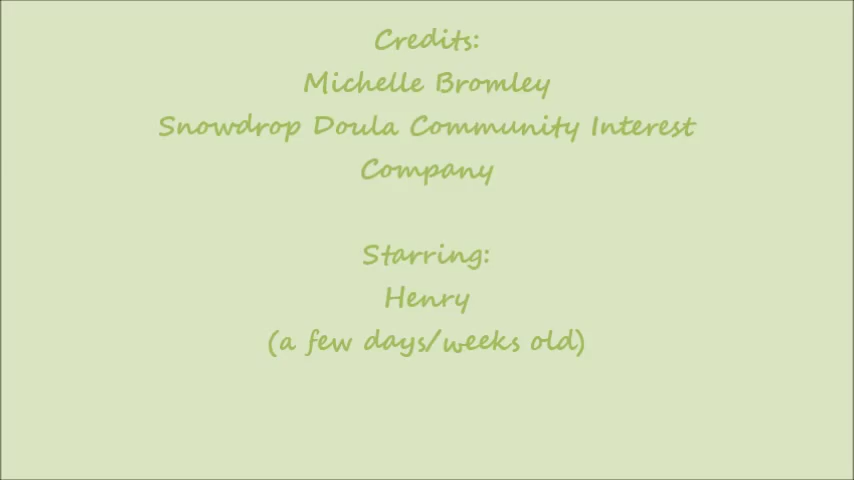 Credits:
Michelle Bromley
Snowdrop Doula Community Interest
Company
Starring:
Henry
(a few days/weeks old)